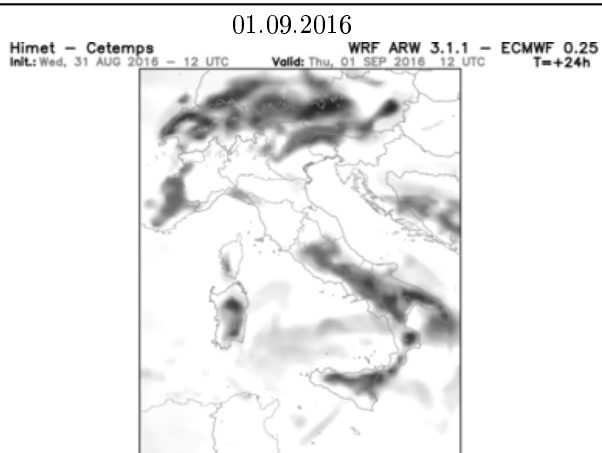 01.09.2016
Himet – Cetemps WRF ARW 3.1.1 – ECMWF 0.25
Init.: Wed, 31 AUG 2016 – 12 UTC Valid: Thu, 01 SEP 2016 12 UTC T=+24h